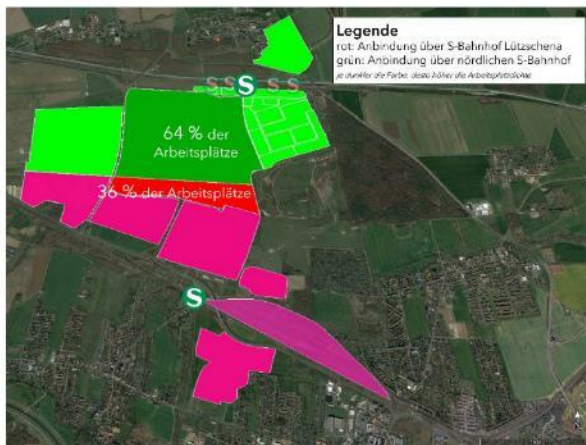 Legende
rot: Anbindung über S-Bahnhof Lützschena
grün: Anbindung über nördlichen S-Bahnhof
je dunkler die Farbe, desto höher die Arbeitsplatzdichte
S S S S S
64 % der
Arbeitsplätze
36 % der Arbeitsplätze
S